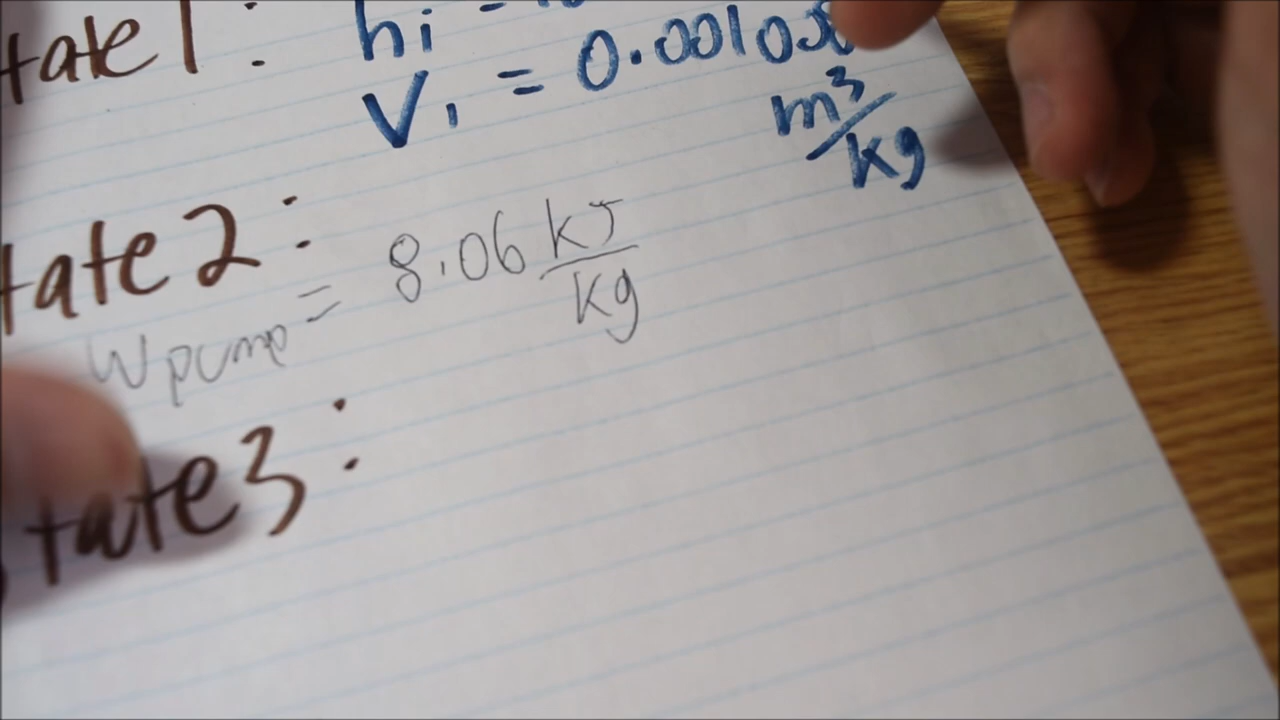 tate 1 : hi =
V1 = 0.00103
m³/kg
tate 2 :
Wpump = 8.06 kJ/kg
tate 3 :